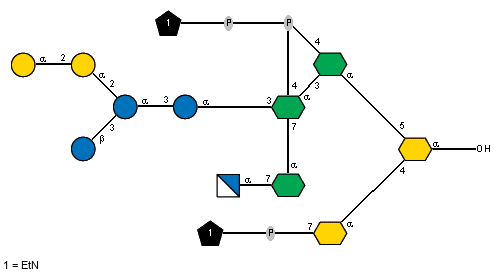 1 P P
4
α 2 α α
2 4 3
α 3 α 3 α
3 7
β 5
α OH
α 4
α 7
1 P 7 α
1 = EtN